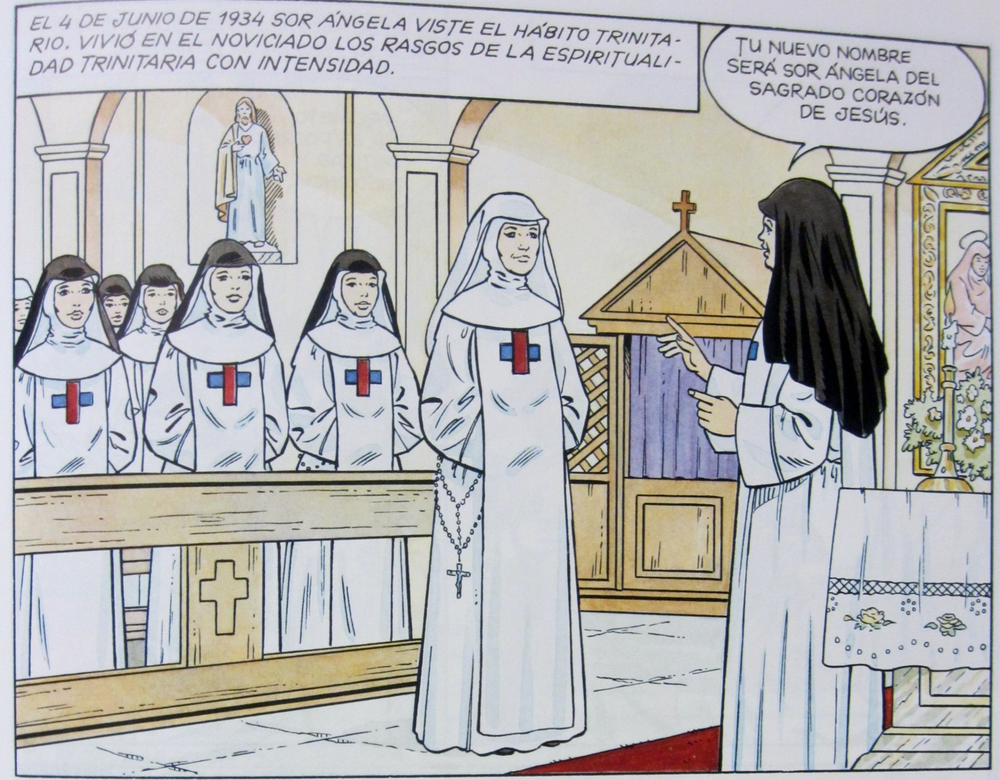 EL 4 DE JUNIO DE 1934 SOR ÁNGELA VISTE EL HÁBITO TRINITA-
RIO. VIVIÓ EN EL NOVICIADO LOS RASGOS DE LA ESPIRITUALI-
DAD TRINITARIA CON INTENSIDAD.
TU NUEVO NOMBRE
SERÁ SOR ÁNGELA DEL
SAGRADO CORAZÓN
DE JESÚS.